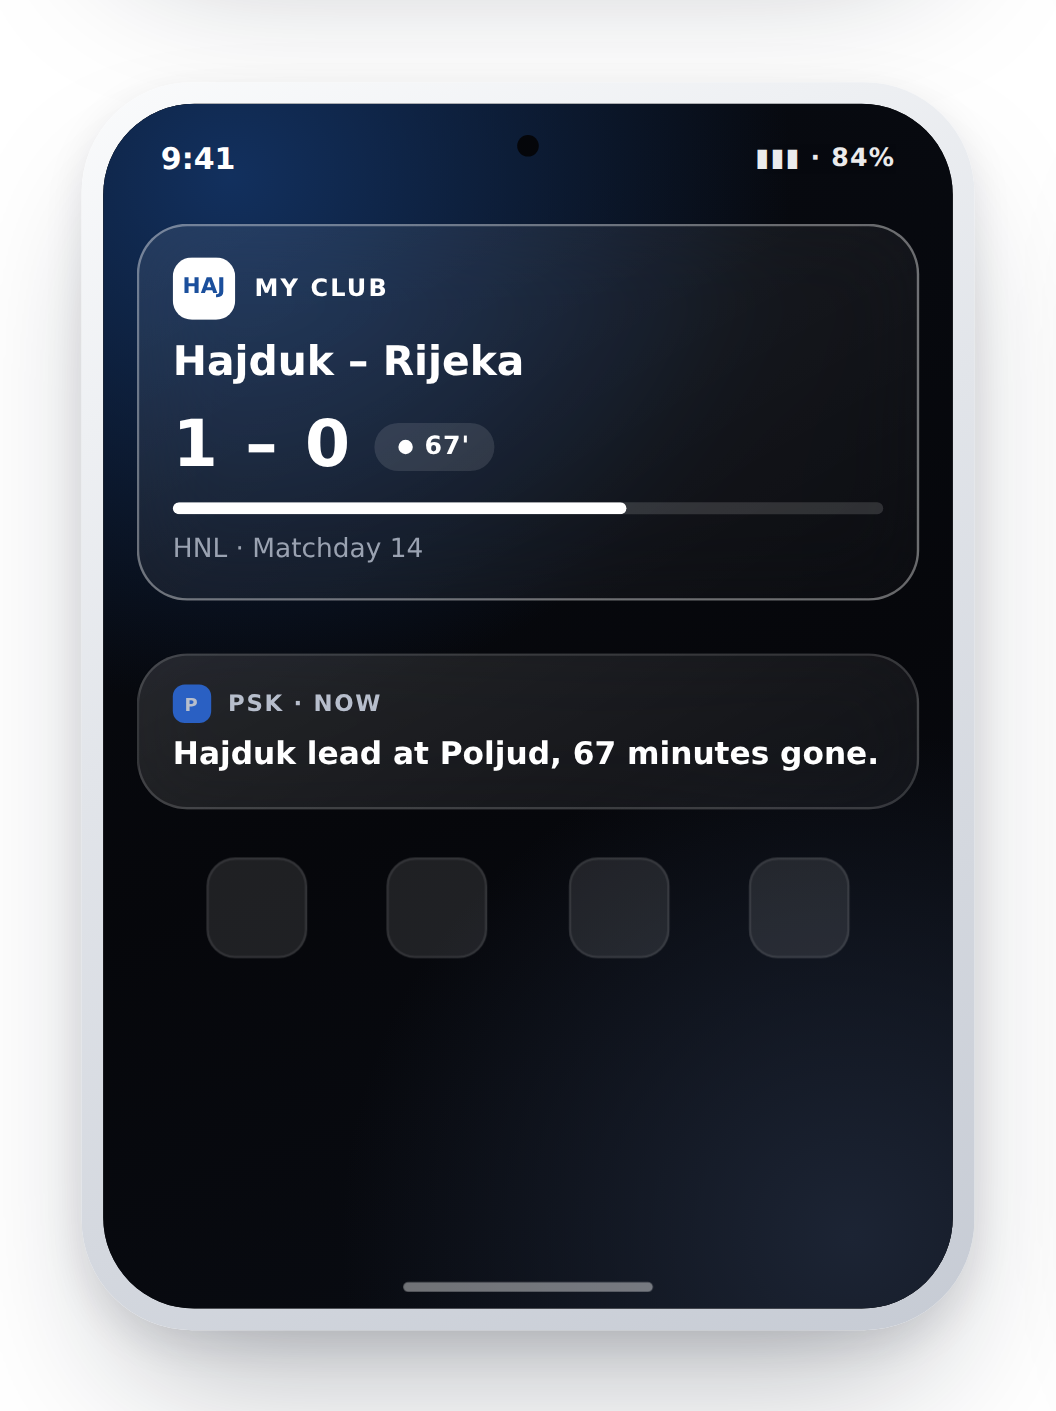 9:41
▮▮▮ · 84%
HAJ MY CLUB
Hajduk – Rijeka
1 – 0 ● 67'
HNL · Matchday 14
P PSK · NOW
Hajduk lead at Poljud, 67 minutes gone.